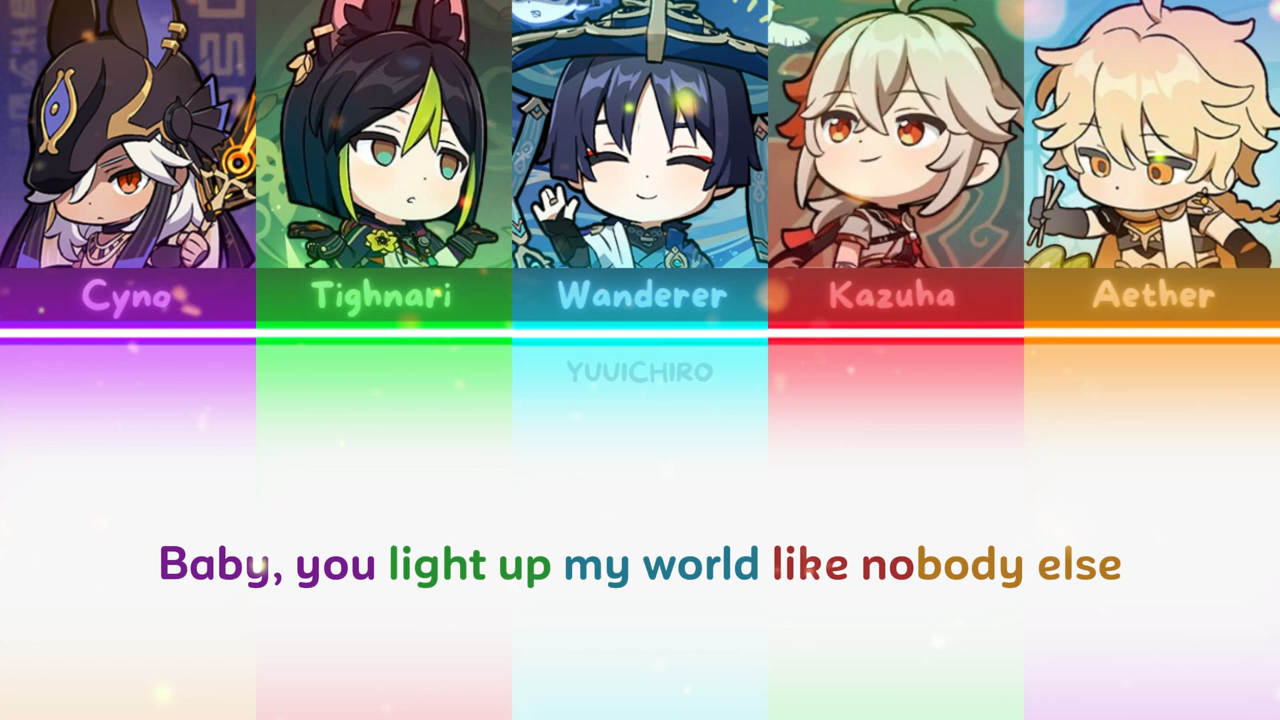 Cyno
Tighnari
Wanderer
Kazuha
Aether
YUUICHIRO
Baby, you light up my world like nobody else